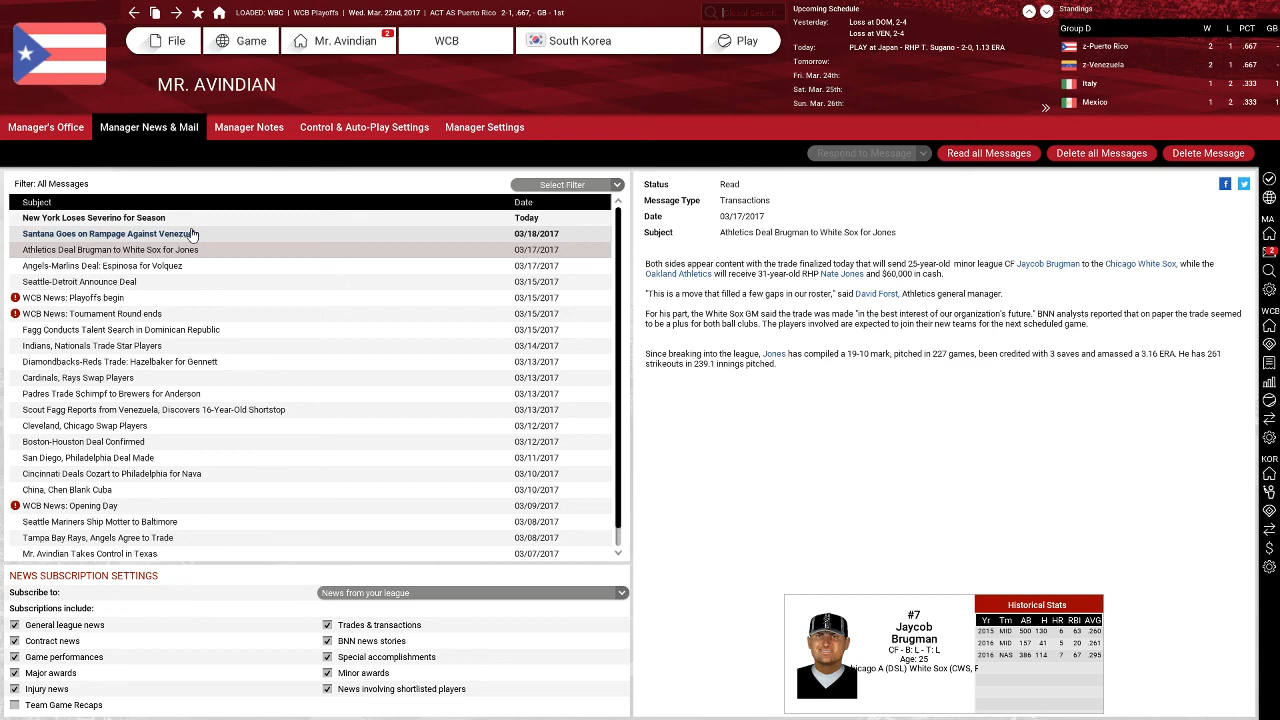 LOADED: WBC | WCB Playoffs | Wed. Mar. 22nd, 2017 | ACT AS Puerto Rico 2-1, .667, - GB - 1st
File
Game
Mr. Avindian
2
WCB
South Korea
Play
MR. AVINDIAN
Upcoming Schedule
Yesterday: Loss at DOM, 2-4
Loss at VEN, 2-4
Today: PLAY at Japan - RHP T. Sugano - 2-0, 1.13 ERA
Tomorrow:
Fri. Mar. 24th:
Sat. Mar. 25th:
Sun. Mar. 26th:
Standings
Group D W L PCT GB
z-Puerto Rico 2 1 .667 -
z-Venezuela 2 1 .667 -
Italy 1 2 .333 1
Mexico 1 2 .333 1
Manager's Office Manager News & Mail Manager Notes Control & Auto-Play Settings Manager Settings
Respond to Message Read all Messages Delete all Messages Delete Message
Filter: All Messages Select Filter
Subject Date
New York Loses Severino for Season Today
Santana Goes on Rampage Against Venezu 03/18/2017
Athletics Deal Brugman to White Sox for Jones 03/17/2017
Angels-Marlins Deal: Espinosa for Volquez 03/17/2017
Seattle-Detroit Announce Deal 03/15/2017
WCB News: Playoffs begin 03/15/2017
WCB News: Tournament Round ends 03/15/2017
Fagg Conducts Talent Search in Dominican Republic 03/15/2017
Indians, Nationals Trade Star Players 03/14/2017
Diamondbacks-Reds Trade: Hazelbaker for Gennett 03/13/2017
Cardinals, Rays Swap Players 03/13/2017
Padres Trade Schimpf to Brewers for Anderson 03/13/2017
Scout Fagg Reports from Venezuela, Discovers 16-Year-Old Shortstop 03/13/2017
Cleveland, Chicago Swap Players 03/12/2017
Boston-Houston Deal Confirmed 03/12/2017
San Diego, Philadelphia Deal Made 03/11/2017
Cincinnati Deals Cozart to Philadelphia for Nava 03/10/2017
China, Chen Blank Cuba 03/10/2017
WCB News: Opening Day 03/09/2017
Seattle Mariners Ship Motter to Baltimore 03/08/2017
Tampa Bay Rays, Angels Agree to Trade 03/08/2017
Mr. Avindian Takes Control in Texas 03/07/2017
NEWS SUBSCRIPTION SETTINGS
Subscribe to: News from your league
Subscriptions include:
General league news Trades & transactions
Contract news BNN news stories
Game performances Special accomplishments
Major awards Minor awards
Injury news News involving shortlisted players
Team Game Recaps
Status Read
Message Type Transactions
Date 03/17/2017
Subject Athletics Deal Brugman to White Sox for Jones
Both sides appear content with the trade finalized today that will send 25-year-old minor league CF Jaycob Brugman to the Chicago White Sox, while the
Oakland Athletics will receive 31-year-old RHP Nate Jones and $60,000 in cash.
"This is a move that filled a few gaps in our roster," said David Forst, Athletics general manager.
For his part, the White Sox GM said the trade was made "in the best interest of our organization's future." BNN analysts reported that on paper the trade seemed
to be a plus for both ball clubs. The players involved are expected to join their new teams for the next scheduled game.
Since breaking into the league, Jones has compiled a 19-10 mark, pitched in 227 games, been credited with 3 saves and amassed a 3.16 ERA. He has 261
strikeouts in 239.1 innings pitched.
#7
Jaycob
Brugman
CF - B: L - T: L
Age: 25
hicago A (DSL) White Sox (CWS, F
Historical Stats
Yr Tm AB H HR RBI AVG
2015 MID 500 130 6 63 .260
2016 MID 157 41 5 20 .261
2016 NAS 386 114 7 67 .295
MA
2
WCB
KOR